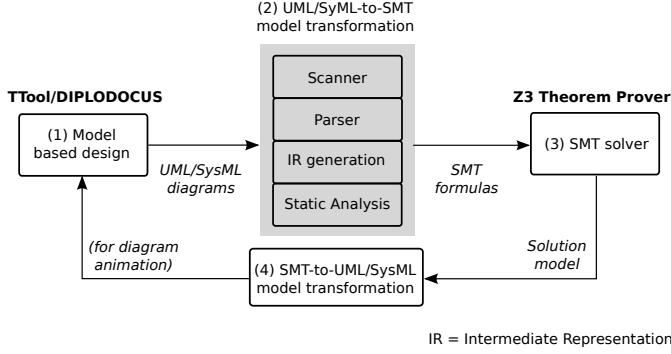 (2) UML/SyML-to-SMT
model transformation
Scanner
Parser
IR generation
Static Analysis
TTool/DIPLODOCUS
(1) Model
based design
UML/SysML
diagrams
SMT
formulas
Z3 Theorem Prover
(3) SMT solver
Solution
model
(4) SMT-to-UML/SysML
model transformation
(for diagram
animation)
IR = Intermediate Representation